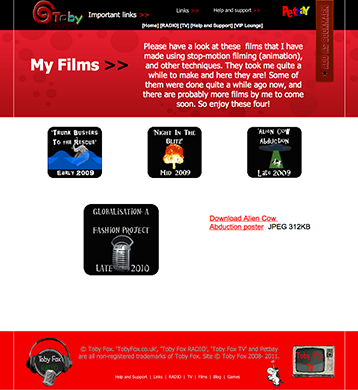 Toby
Important links >>
Links >>
Help and support >>
Petbay
[Home] [RADIO] [TV] [Help and Support] [VIP Lounge]
ADD AS BOOKMARK
My Films >>
Please have a look at these films that I have
made using stop-motion filming (animation),
and other techniques. They took me quite a
while to make and here they are! Some of
them were done quite a while ago now, and
there are probably more films by me to come
soon. So enjoy these four!
'Trunk Busters
To the Rescue'
Early 2009
Night In The
Blitz
Mid 2009
'Alien Cow
Abduction
Late 2009
Globalisation-A
Fashion Project
Late 2010
Download Alien Cow
Abduction poster JPEG 312KB
Toby Fox
© Toby Fox. 'TobyFox.co.uk', 'Toby Fox RADIO', 'Toby Fox TV' and Petbay
are all non-registered trademarks of Toby Fox. Site © Toby Fox 2008- 2011.
Help and Support | Links | RADIO | TV | Films | Blog | Games
Toby Fox